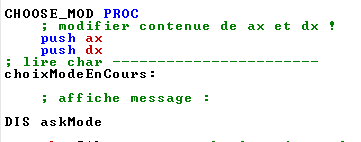 CHOOSE_MOD PROC
; modifier contenue de ax et dx !
push ax
push dx
; lire char -------------------------
choixModeEnCours:
; affiche message :
DIS askMode